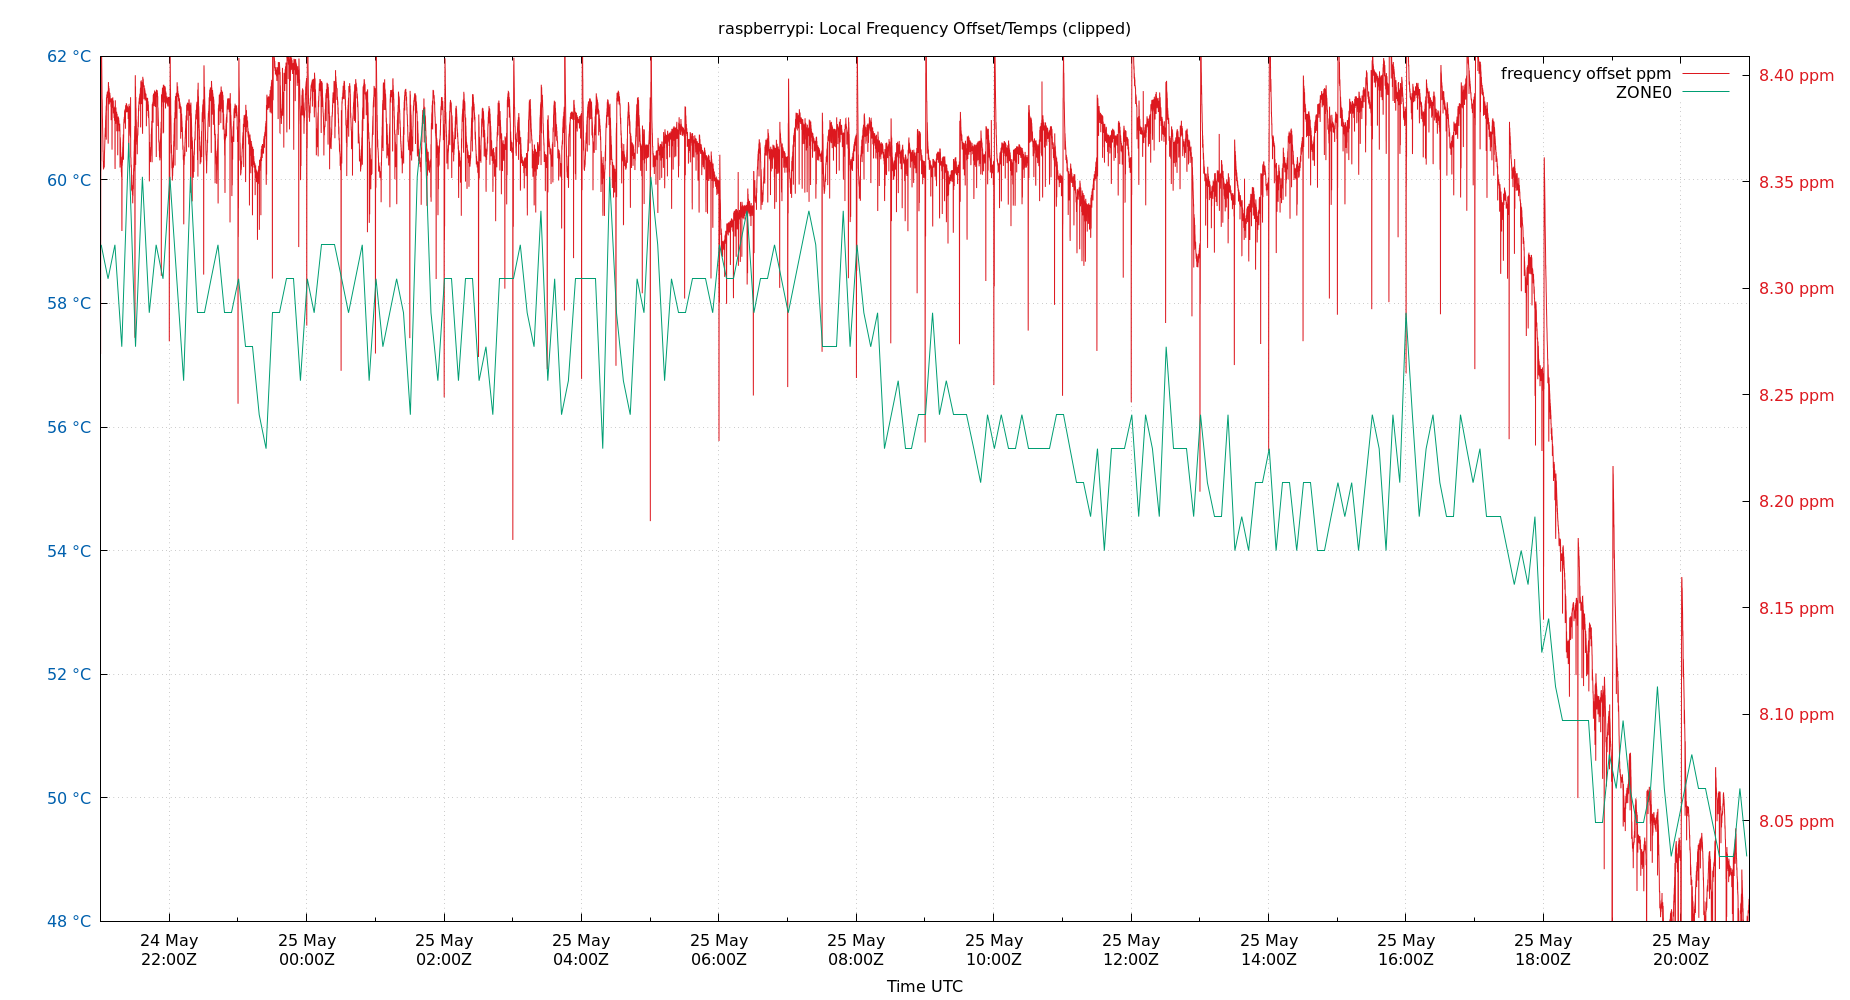 raspberrypi: Local Frequency Offset/Temps (clipped)
62 °C
60 °C
58 °C
56 °C
54 °C
52 °C
50 °C
48 °C
frequency offset ppm
ZONE0
8.40 ppm
8.35 ppm
8.30 ppm
8.25 ppm
8.20 ppm
8.15 ppm
8.10 ppm
8.05 ppm
24 May
22:00Z
25 May
00:00Z
25 May
02:00Z
25 May
04:00Z
25 May
06:00Z
25 May
08:00Z
25 May
10:00Z
25 May
12:00Z
25 May
14:00Z
25 May
16:00Z
25 May
18:00Z
25 May
20:00Z
Time UTC